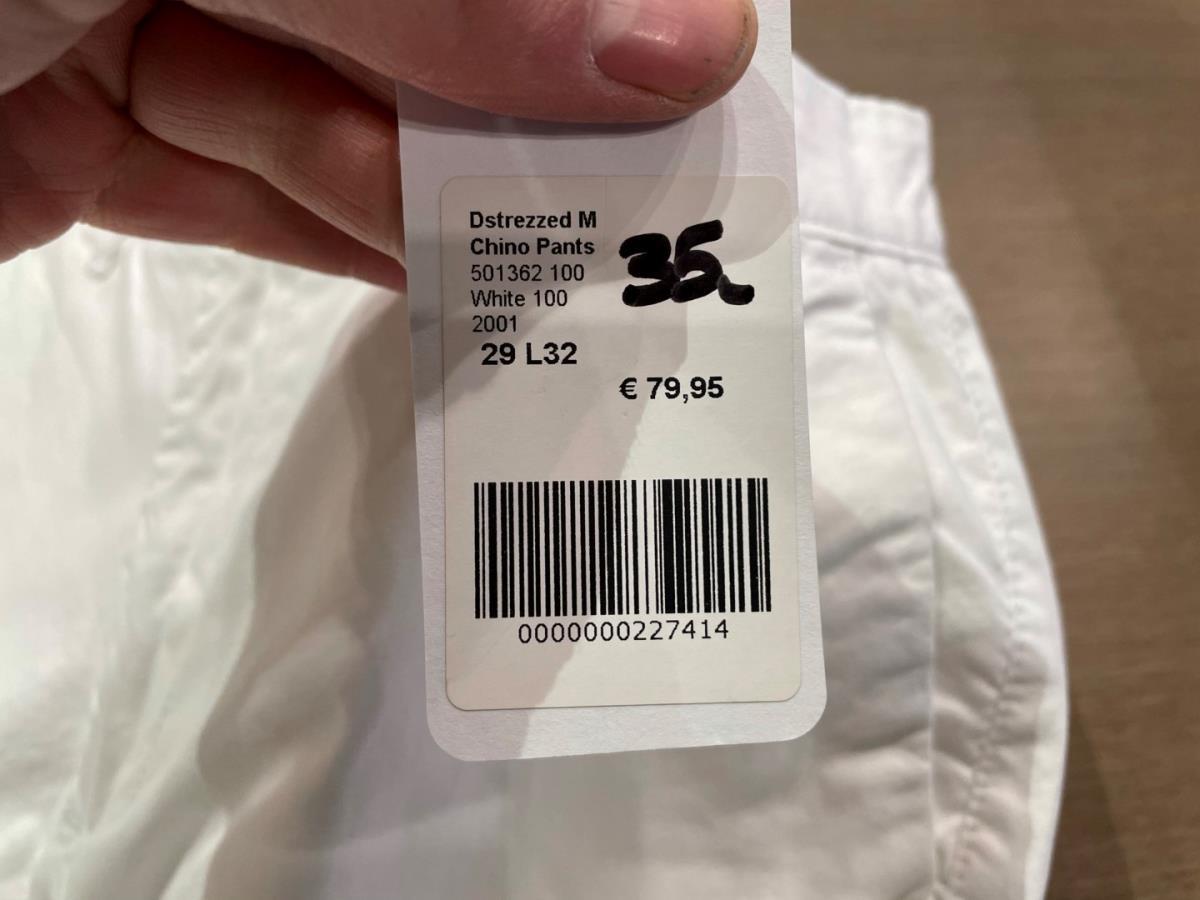 Dstrezzed M
Chino Pants
501362 100
White 100
2001
29 L32
35.
€ 79,95
0000000227414